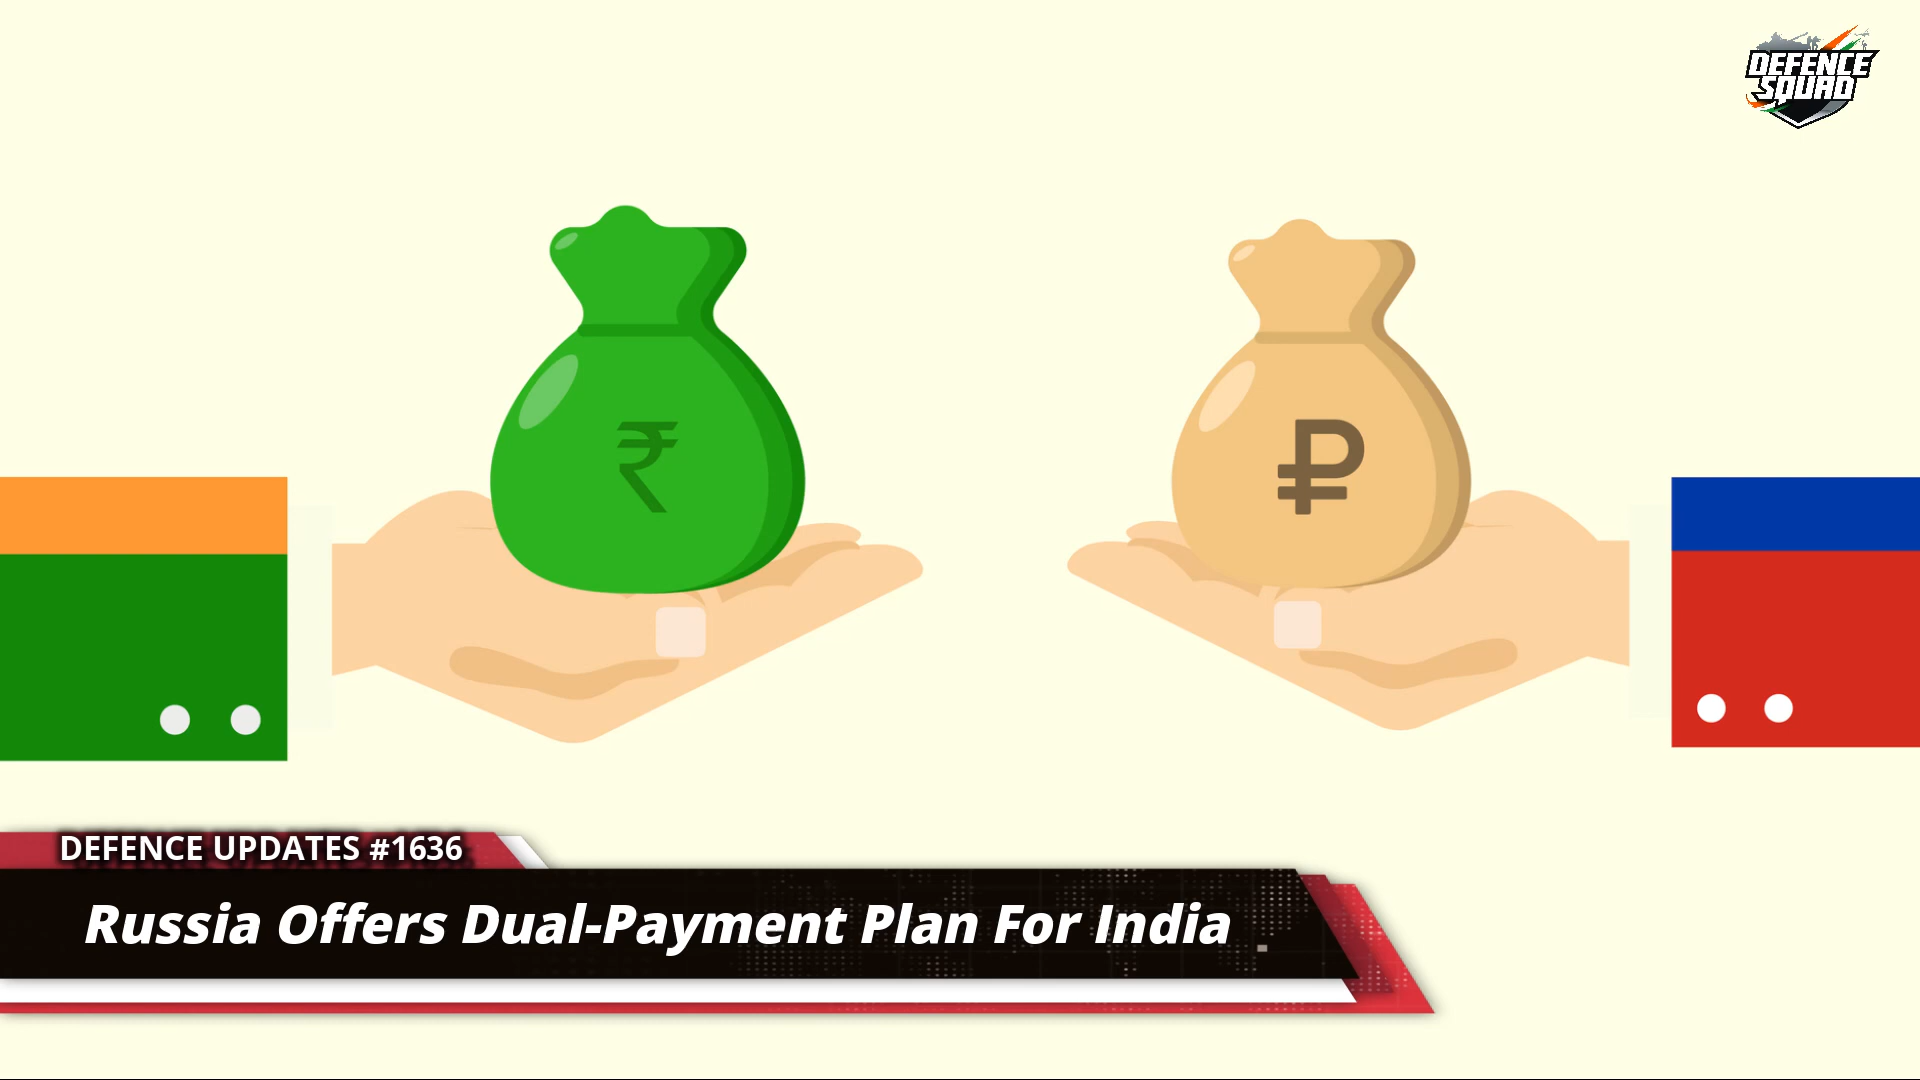 DEFENCE
SQUAD
₹
₽
DEFENCE UPDATES #1636
Russia Offers Dual-Payment Plan For India